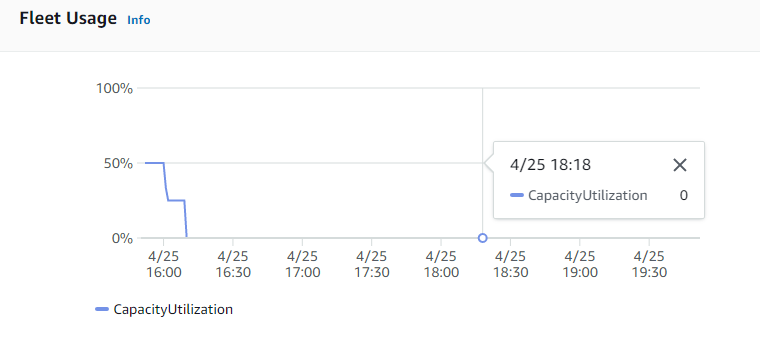 Fleet Usage Info
100%
50%
0%
4/25 18:18
CapacityUtilization 0
4/25 4/25 4/25 4/25 4/25 4/25 4/25 4/25
16:00 16:30 17:00 17:30 18:00 18:30 19:00 19:30
CapacityUtilization